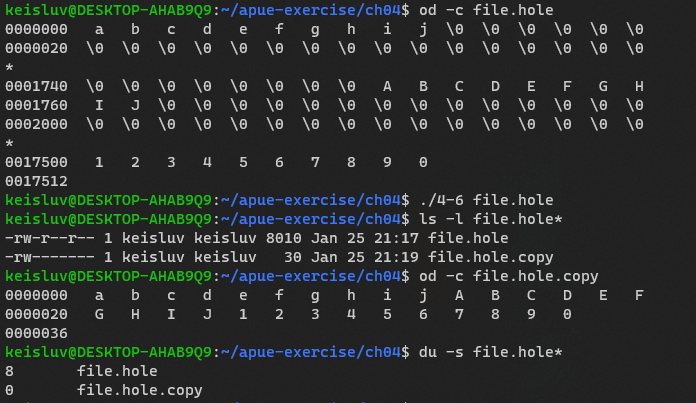 keisluv@DESKTOP-AHAB9Q9:~/apue-exercise/ch04$ od -c file.hole
0000000   a   b   c   d   e   f   g   h   i   j  \0  \0  \0  \0  \0  \0
0000020  \0  \0  \0  \0  \0  \0  \0  \0  \0  \0  \0  \0  \0  \0  \0  \0
*
0001740  \0  \0  \0  \0  \0  \0  \0  \0   A   B   C   D   E   F   G   H
0001760   I   J  \0  \0  \0  \0  \0  \0  \0  \0  \0  \0  \0  \0  \0  \0
0002000  \0  \0  \0  \0  \0  \0  \0  \0  \0  \0  \0  \0  \0  \0  \0  \0
*
0017500   1   2   3   4   5   6   7   8   9   0
0017512
keisluv@DESKTOP-AHAB9Q9:~/apue-exercise/ch04$ ./4-6 file.hole
keisluv@DESKTOP-AHAB9Q9:~/apue-exercise/ch04$ ls -l file.hole*
-rw-r--r-- 1 keisluv keisluv 8010 Jan 25 21:17 file.hole
-rw------- 1 keisluv keisluv   30 Jan 25 21:19 file.hole.copy
keisluv@DESKTOP-AHAB9Q9:~/apue-exercise/ch04$ od -c file.hole.copy
0000000   a   b   c   d   e   f   g   h   i   j   A   B   C   D   E   F
0000020   G   H   I   J   1   2   3   4   5   6   7   8   9   0
0000036
keisluv@DESKTOP-AHAB9Q9:~/apue-exercise/ch04$ du -s file.hole*
8       file.hole
0       file.hole.copy